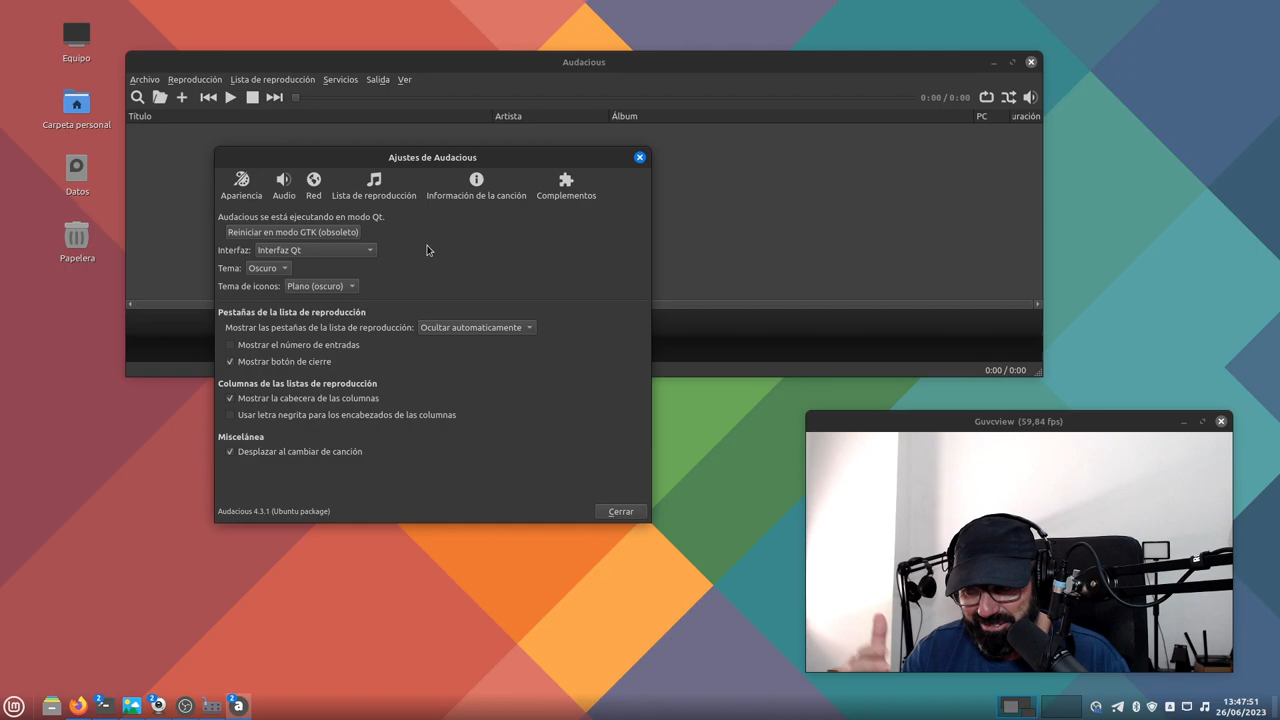 Equipo
Carpeta personal
Datos
Papelera
Audacious
Archivo Reproducción Lista de reproducción Servicios Salida Ver
0:00 / 0:00
Título Artista Álbum PC uración
Ajustes de Audacious
Apariencia Audio Red Lista de reproducción Información de la canción Complementos
Audacious se está ejecutando en modo Qt.
Reiniciar en modo GTK (obsoleto)
Interfaz: Interfaz Qt
Tema: Oscuro
Tema de iconos: Plano (oscuro)
Pestañas de la lista de reproducción
Mostrar las pestañas de la lista de reproducción: Ocultar automaticamente
Mostrar el número de entradas
Mostrar botón de cierre
Columnas de las listas de reproducción
Mostrar la cabecera de las columnas
Usar letra negrita para los encabezados de las columnas
Miscelánea
Desplazar al cambiar de canción
Audacious 4.3.1 (Ubuntu package)
Cerrar
0:00 / 0:00
Guvcview (59,84 fps)
2 2 2 2
A
13:47:51
26/06/2023